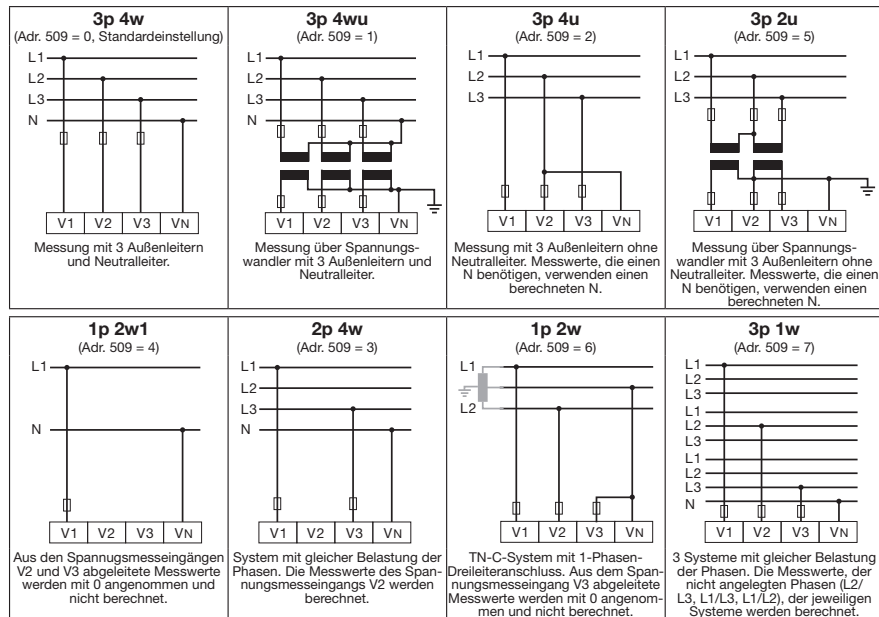 3p 4w
(Adr. 509 = 0, Standardeinstellung)
L1
L2
L3
N
V1 V2 V3 VN
Messung mit 3 Außenleitern
und Neutralleiter.
3p 4wu
(Adr. 509 = 1)
L1
L2
L3
N
V1 V2 V3 VN
Messung über Spannungs-
wandler mit 3 Außenleitern und
Neutralleiter.
3p 4u
(Adr. 509 = 2)
L1
L2
L3
V1 V2 V3 VN
Messung mit 3 Außenleitern ohne
Neutralleiter. Messwerte, die einen
N benötigen, verwenden einen
berechneten N.
3p 2u
(Adr. 509 = 5)
L1
L2
L3
V1 V2 V3 VN
Messung über Spannungs-
wandler mit 3 Außenleitern ohne
Neutralleiter. Messwerte, die einen
N benötigen, verwenden einen
berechneten N.
1p 2w1
(Adr. 509 = 4)
L1
N
V1 V2 V3 VN
Aus den Spannugsmesseingängen
V2 und V3 abgeleitete Messwerte
werden mit 0 angenommen und
nicht berechnet.
2p 4w
(Adr. 509 = 3)
L1
L2
L3
N
V1 V2 V3 VN
System mit gleicher Belastung der
Phasen. Die Messwerte des Span-
nungsmesseingangs V2 werden
berechnet.
1p 2w
(Adr. 509 = 6)
L1
L2
V1 V2 V3 VN
TN-C-System mit 1-Phasen-
Dreileiteranschluss. Aus dem Span-
nungsmesseingang V3 abgeleitete
Messwerte werden mit 0 angenom-
men und nicht berechnet.
3p 1w
(Adr. 509 = 7)
L1
L2
L3
L1
L2
L3
L1
L2
L3
N
V1 V2 V3 VN
3 Systeme mit gleicher Belastung
der Phasen. Die Messwerte, der
nicht angelegten Phasen (L2/
L3, L1/L3, L1/L2), der jeweiligen
Systeme werden berechnet.